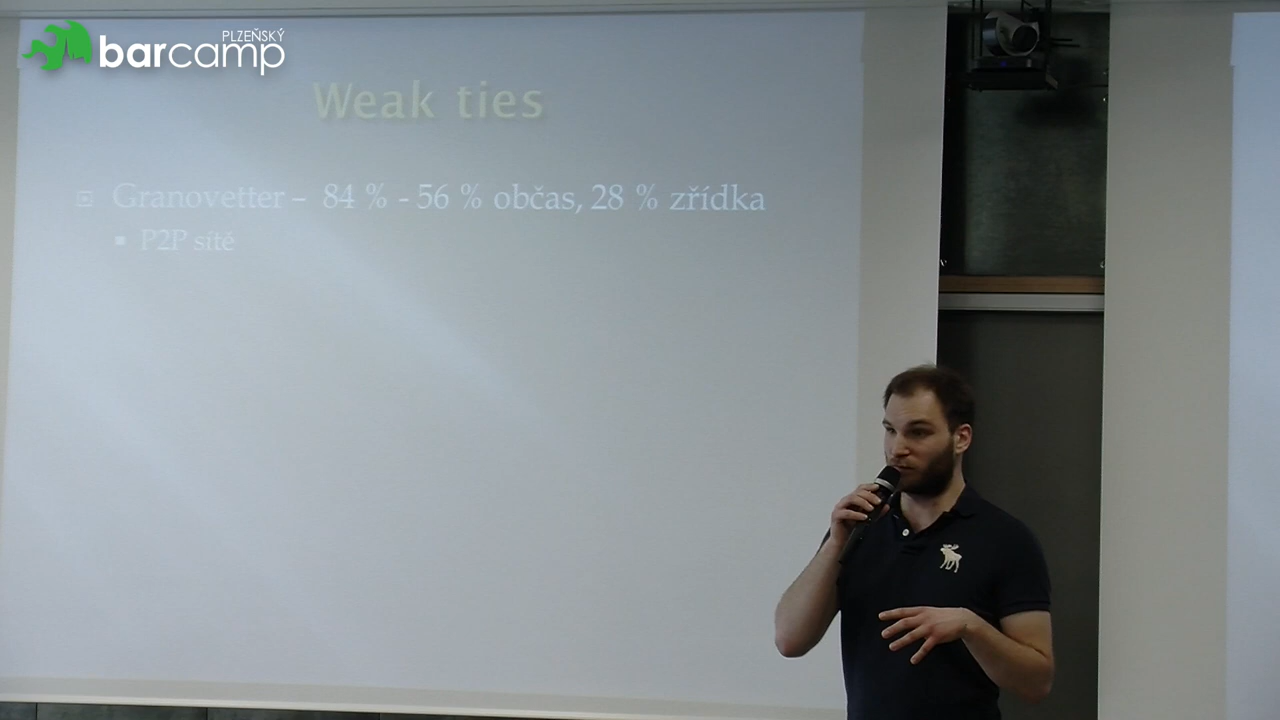 PLZEŇSKÝ
barcamp
Weak ties
Granovetter – 84 % - 56 % občas, 28 % zřídka
P2P sítě